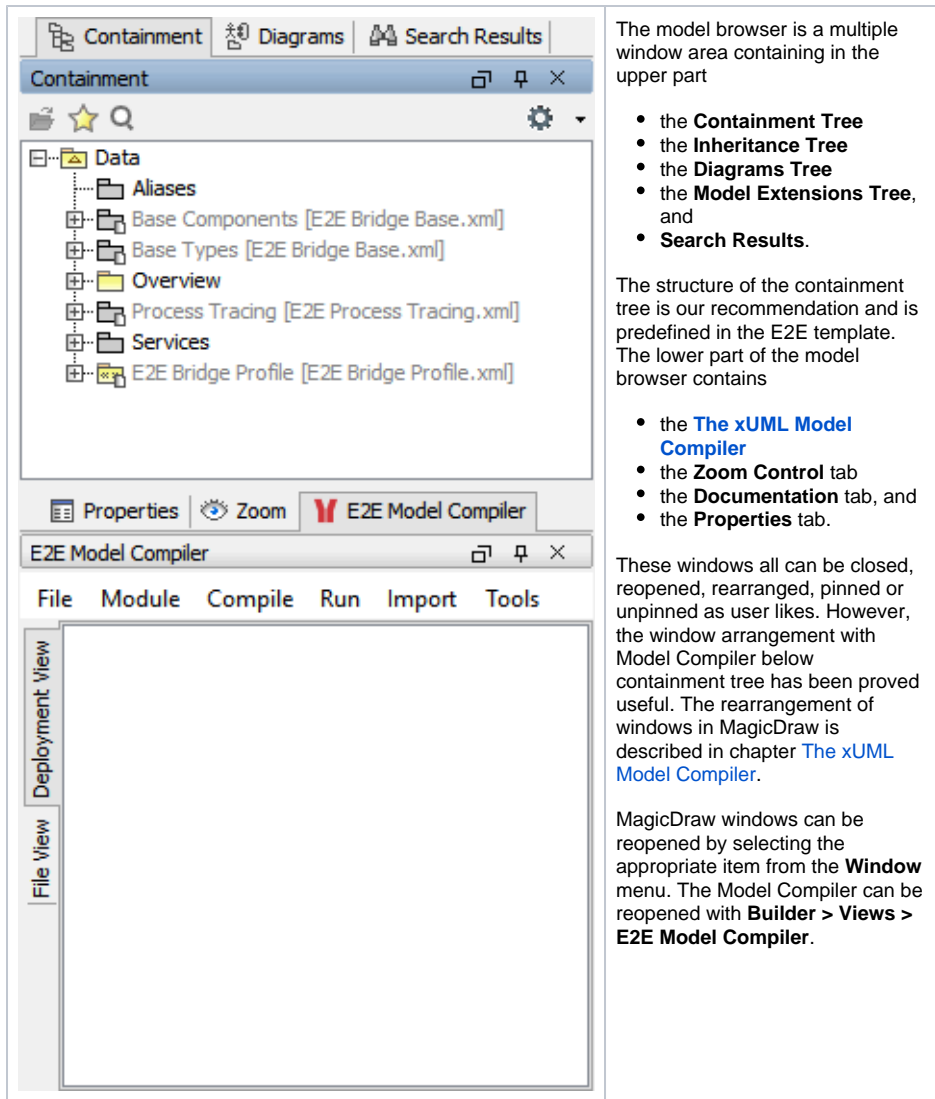 Containment Diagrams Search Results
Containment
Data
Aliases
Base Components [E2E Bridge Base.xml]
Base Types [E2E Bridge Base.xml]
Overview
Process Tracing [E2E Process Tracing.xml]
Services
E2E Bridge Profile [E2E Bridge Profile.xml]
Properties Zoom E2E Model Compiler
E2E Model Compiler
File Module Compile Run Import Tools
Deployment View
File View
The model browser is a multiple
window area containing in the
upper part
• the Containment Tree
• the Inheritance Tree
• the Diagrams Tree
• the Model Extensions Tree,
and
• Search Results.
The structure of the containment
tree is our recommendation and is
predefined in the E2E template.
The lower part of the model
browser contains
• the The xUML Model
Compiler
• the Zoom Control tab
• the Documentation tab, and
• the Properties tab.
These windows all can be closed,
reopened, rearranged, pinned or
unpinned as user likes. However,
the window arrangement with
Model Compiler below
containment tree has been proved
useful. The rearrangement of
windows in MagicDraw is
described in chapter The xUML
Model Compiler.
MagicDraw windows can be
reopened by selecting the
appropriate item from the Window
menu. The Model Compiler can be
reopened with Builder > Views >
E2E Model Compiler.